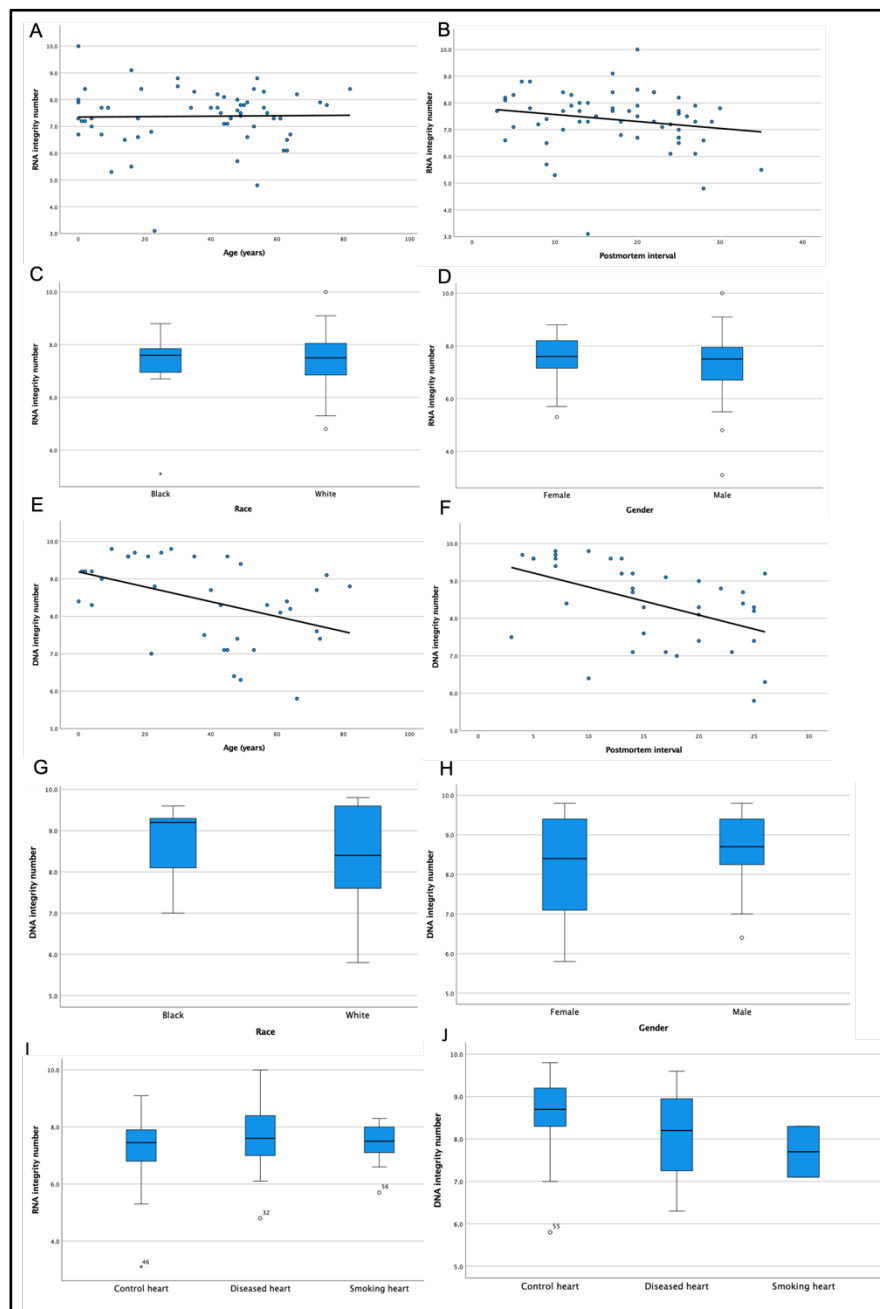 A
10.0
9.0
8.0
7.0
6.0
5.0
4.0
3.0
RNA integrity number
0 20 40 60 80 100
Age (years)
B
10.0
9.0
8.0
7.0
6.0
5.0
4.0
3.0
RNA integrity number
0 10 20 30 40
Postmortem interval
C
10.0
8.0
6.0
4.0
RNA integrity number
Black White
Race
D
10.0
8.0
6.0
4.0
RNA integrity number
Female Male
Gender
E
10.0
9.0
8.0
7.0
6.0
5.0
DNA integrity number
0 20 40 60 80 100
Age (years)
F
10.0
9.0
8.0
7.0
6.0
5.0
DNA integrity number
0 5 10 15 20 25 30
Postmortem interval
G
10.0
9.0
8.0
7.0
6.0
5.0
DNA integrity number
Black White
Race
H
10.0
9.0
8.0
7.0
6.0
5.0
DNA integrity number
Female Male
Gender
I
10.0
8.0
6.0
4.0
RNA integrity number
46
32
56
Control heart Diseased heart Smoking heart
J
10.0
9.0
8.0
7.0
6.0
5.0
DNA integrity number
55
Control heart Diseased heart Smoking heart